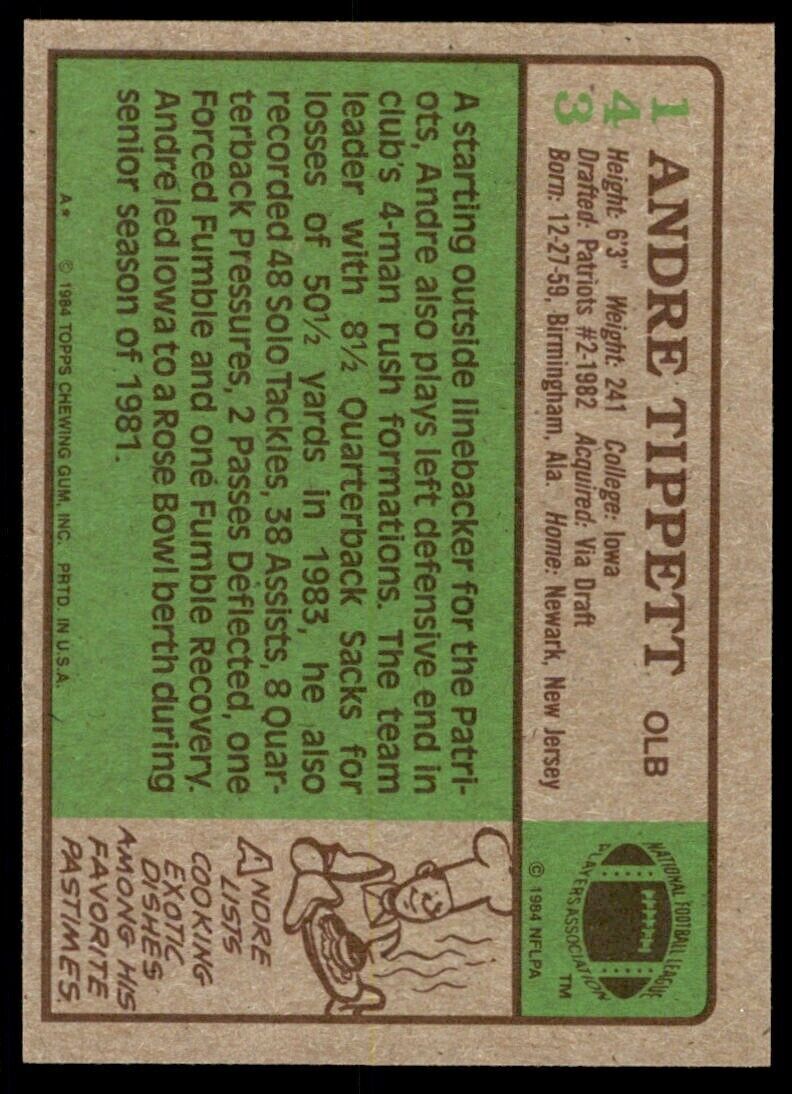 143
ANDRE TIPPETT OLB
Height: 6'3" Weight: 241 College: Iowa
Drafted: Patriots #2-1982 Acquired: Via Draft
Born: 12-27-59, Birmingham, Ala. Home: Newark, New Jersey
NATIONAL FOOTBALL LEAGUE
PLAYERS ASSOCIATION
TM
© 1984 NFLPA
A starting outside linebacker for the Patri-
ots, Andre also plays left defensive end in
club's 4-man rush formations. The team
leader with 8½ Quarterback Sacks for
losses of 50½ yards in 1983, he also
recorded 48 Solo Tackles, 38 Assists, 8 Quar-
terback Pressures, 2 Passes Deflected, one
Forced Fumble and one Fumble Recovery.
Andre led Iowa to a Rose Bowl berth during
senior season of 1981.
A* © 1984 TOPPS CHEWING GUM, INC. PRTD. IN U.S.A.
ANDRE
LISTS
COOKING
EXOTIC
DISHES
AMONG HIS
FAVORITE
PASTIMES.